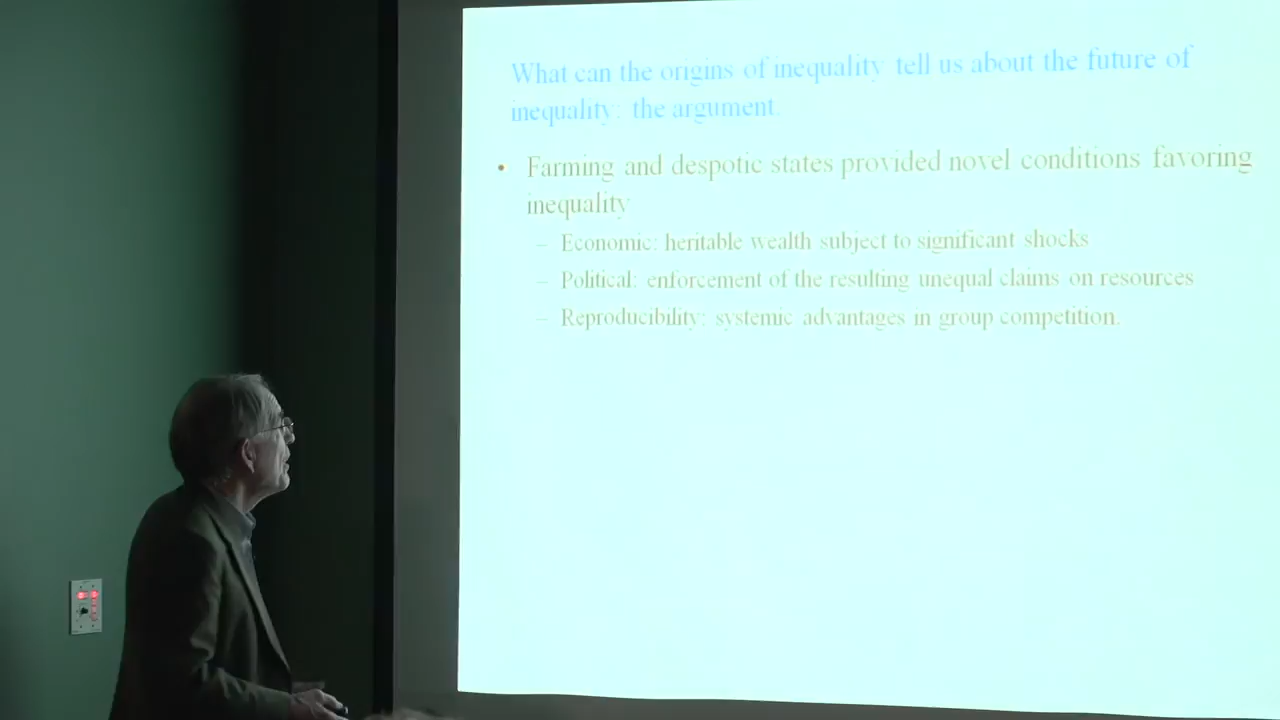 What can the origins of inequality tell us about the future of
inequality: the argument.
• Farming and despotic states provided novel conditions favoring
inequality
– Economic: heritable wealth subject to significant shocks
– Political: enforcement of the resulting unequal claims on resources
– Reproducibility: systemic advantages in group competition.